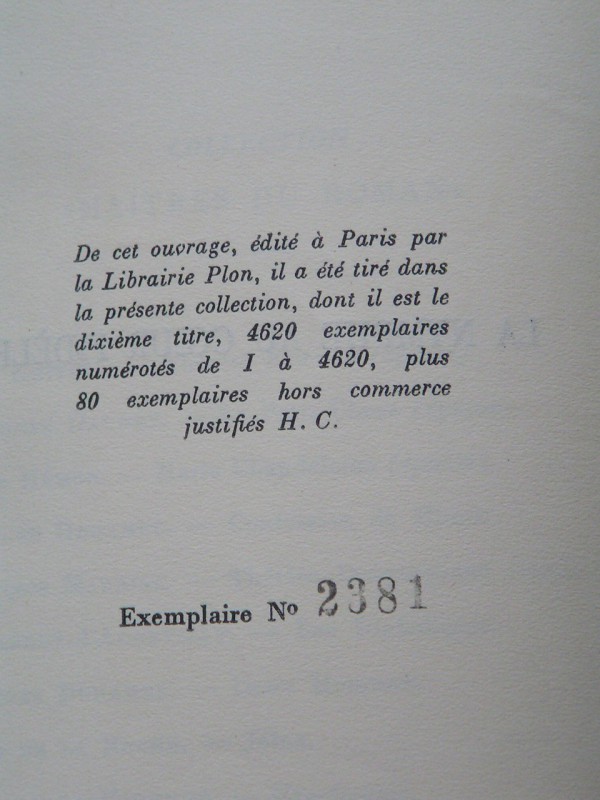 De cet ouvrage, édité à Paris par
la Librairie Plon, il a été tiré dans
la présente collection, dont il est le
dixième titre, 4620 exemplaires
numérotés de I à 4620, plus
80 exemplaires hors commerce
justifiés H. C.
Exemplaire Nº 2381